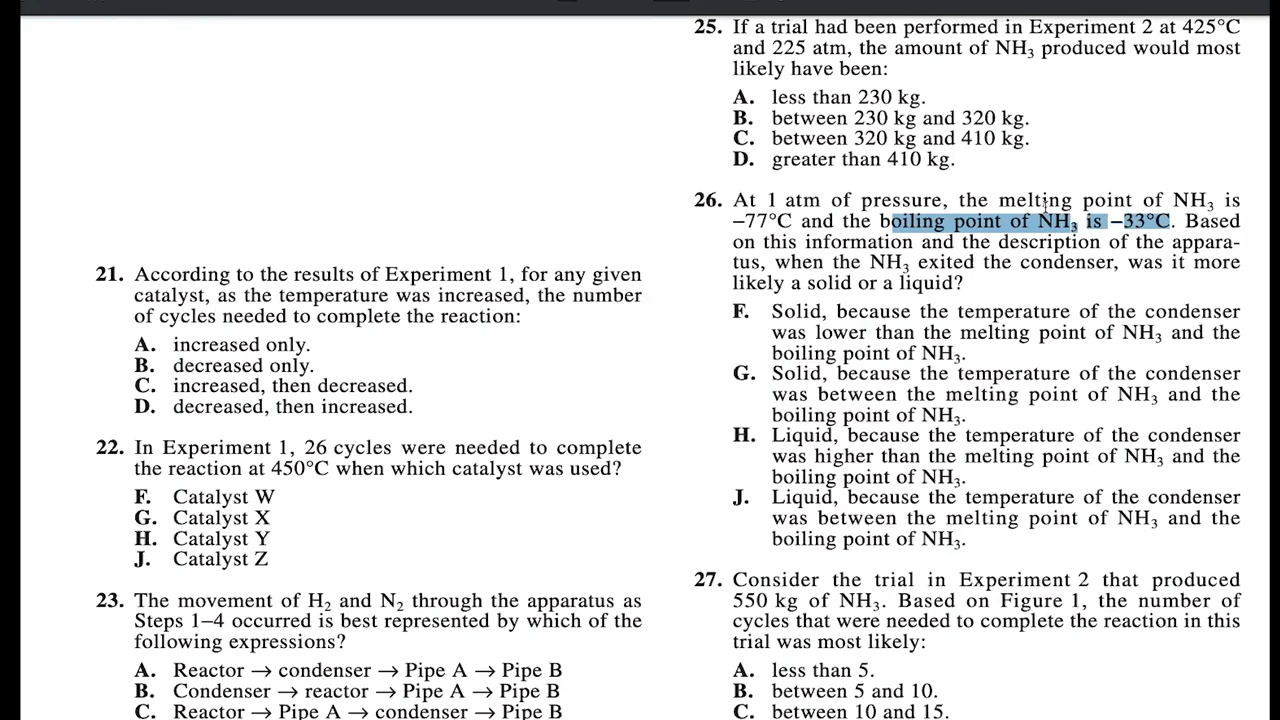 21. According to the results of Experiment 1, for any given
catalyst, as the temperature was increased, the number
of cycles needed to complete the reaction:
A. increased only.
B. decreased only.
C. increased, then decreased.
D. decreased, then increased.
22. In Experiment 1, 26 cycles were needed to complete
the reaction at 450°C when which catalyst was used?
F. Catalyst W
G. Catalyst X
H. Catalyst Y
J. Catalyst Z
23. The movement of H₂ and N₂ through the apparatus as
Steps 1–4 occurred is best represented by which of the
following expressions?
A. Reactor → condenser → Pipe A → Pipe B
B. Condenser → reactor → Pipe A → Pipe B
C. Reactor → Pipe A → condenser → Pipe B
25. If a trial had been performed in Experiment 2 at 425°C
and 225 atm, the amount of NH₃ produced would most
likely have been:
A. less than 230 kg.
B. between 230 kg and 320 kg.
C. between 320 kg and 410 kg.
D. greater than 410 kg.
26. At 1 atm of pressure, the melting point of NH₃ is
–77°C and the boiling point of NH₃ is –33°C. Based
on this information and the description of the appara-
tus, when the NH₃ exited the condenser, was it more
likely a solid or a liquid?
F. Solid, because the temperature of the condenser
was lower than the melting point of NH₃ and the
boiling point of NH₃.
G. Solid, because the temperature of the condenser
was between the melting point of NH₃ and the
boiling point of NH₃.
H. Liquid, because the temperature of the condenser
was higher than the melting point of NH₃ and the
boiling point of NH₃.
J. Liquid, because the temperature of the condenser
was between the melting point of NH₃ and the
boiling point of NH₃.
27. Consider the trial in Experiment 2 that produced
550 kg of NH₃. Based on Figure 1, the number of
cycles that were needed to complete the reaction in this
trial was most likely:
A. less than 5.
B. between 5 and 10.
C. between 10 and 15.